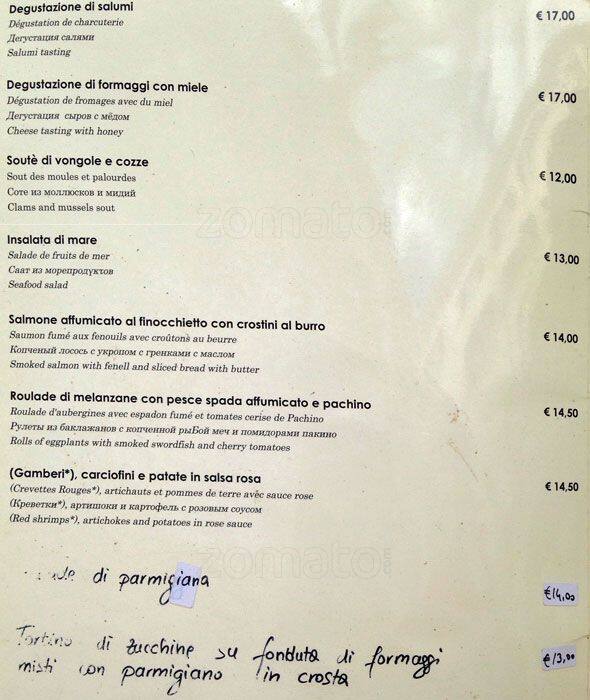 Degustazione di salumi
€ 17,00
Dégustation de charcuterie
Дегустация салями
Salumi tasting
Degustazione di formaggi con miele
€ 17,00
Dégustation de fromages avec du miel
Дегустация сыров с мёдом
Cheese tasting with honey
Soutè di vongole e cozze
€ 12,00
Sout des moules et palourdes
Соте из моллюсков и мидий
Clams and mussels sout
zomato
Insalata di mare
€ 13,00
Salade de fruits de mer
Саат из морепродуктов
Seafood salad
Salmone affumicato al finocchietto con crostini al burro
€ 14,00
Saumon fumé aux fenouils avec croûtons au beurre
Копченый лосось с укропом с гренками с маслом
Smoked salmon with fenell and sliced bread with butter
Roulade di melanzane con pesce spada affumicato e pachino
€ 14,50
Roulade d'aubergines avec espadon fumé et tomates cerise de Pachino
Рулеты из баклажанов с копченной рыБой меч и помидорами пакино
Rolls of eggplants with smoked swordfish and cherry tomatoes
(Gamberi*), carciofini e patate in salsa rosa
€ 14,50
(Crevettes Rouges*), artichauts et pommes de terre avec sauce rose
(Креветки*), артишоки и картофель с розовым соусом
(Red shrimps*), artichokes and potatoes in rose sauce
zomato
di parmigiana
€14,00
Tortino di zucchine su fonduta di formaggi
€13,00
misti con parmigiano in crosta